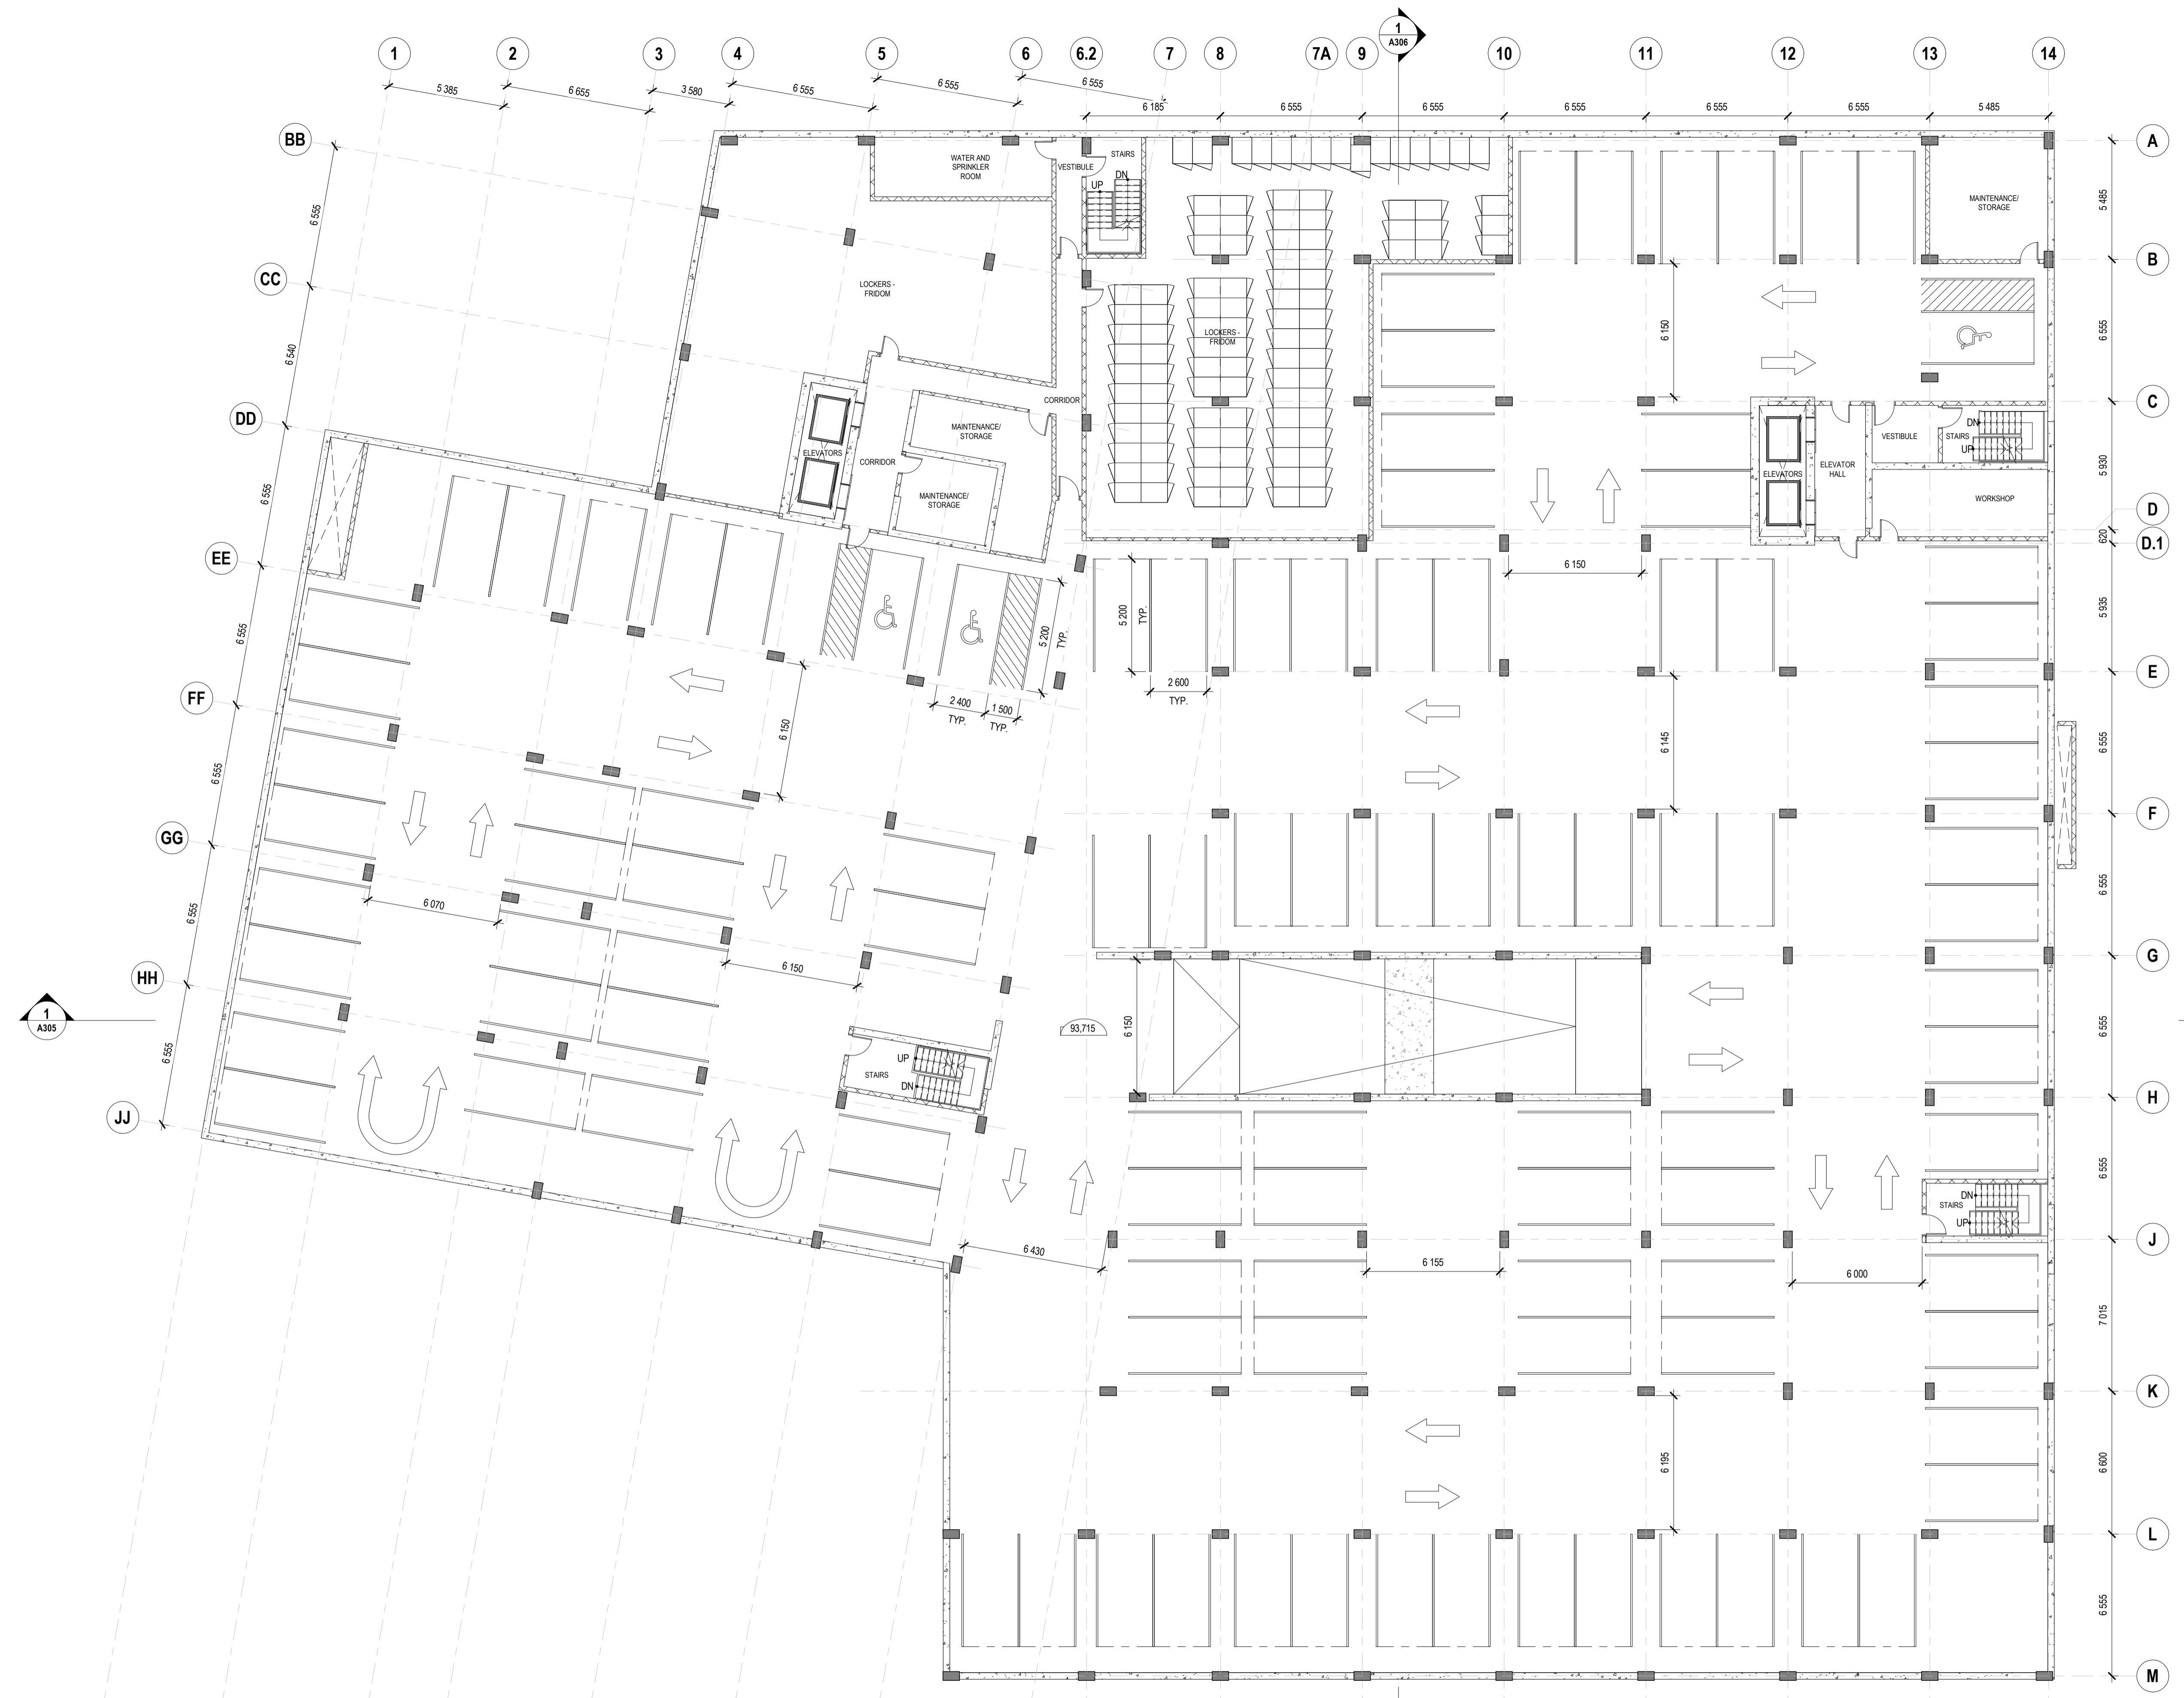 1
A306
1
2
3
4
5
6
6.2
7
8
7A
9
10
11
12
13
14
5 385
6 655
3 580
6 555
6 555
6 555
6 185
6 555
6 555
6 555
6 555
6 555
5 485
BB
A
WATER AND
SPRINKLER
ROOM
VESTIBULE
STAIRS
UP
DN
MAINTENANCE/
STORAGE
5 485
6 555
CC
B
LOCKERS -
FRIDOM
LOCKERS -
FRIDOM
6 150
6 555
6 540
DD
C
CORRIDOR
MAINTENANCE/
STORAGE
ELEVATORS
CORRIDOR
MAINTENANCE/
STORAGE
ELEVATORS
ELEVATOR
HALL
VESTIBULE
STAIRS
DN
UP
WORKSHOP
5 930
D
620
D.1
6 555
EE
6 150
5 200
TYP.
5 200
TYP.
5 935
6 555
E
2 600
TYP.
2 400
TYP.
1 500
TYP.
FF
6 150
6 145
6 555
6 555
F
GG
6 070
6 555
6 555
G
6 150
HH
1
A305
93,715
6 150
6 555
6 555
UP
DN
STAIRS
H
JJ
6 555
DN
STAIRS
UP
J
6 430
6 155
6 000
7 015
K
6 195
6 600
L
6 555
M